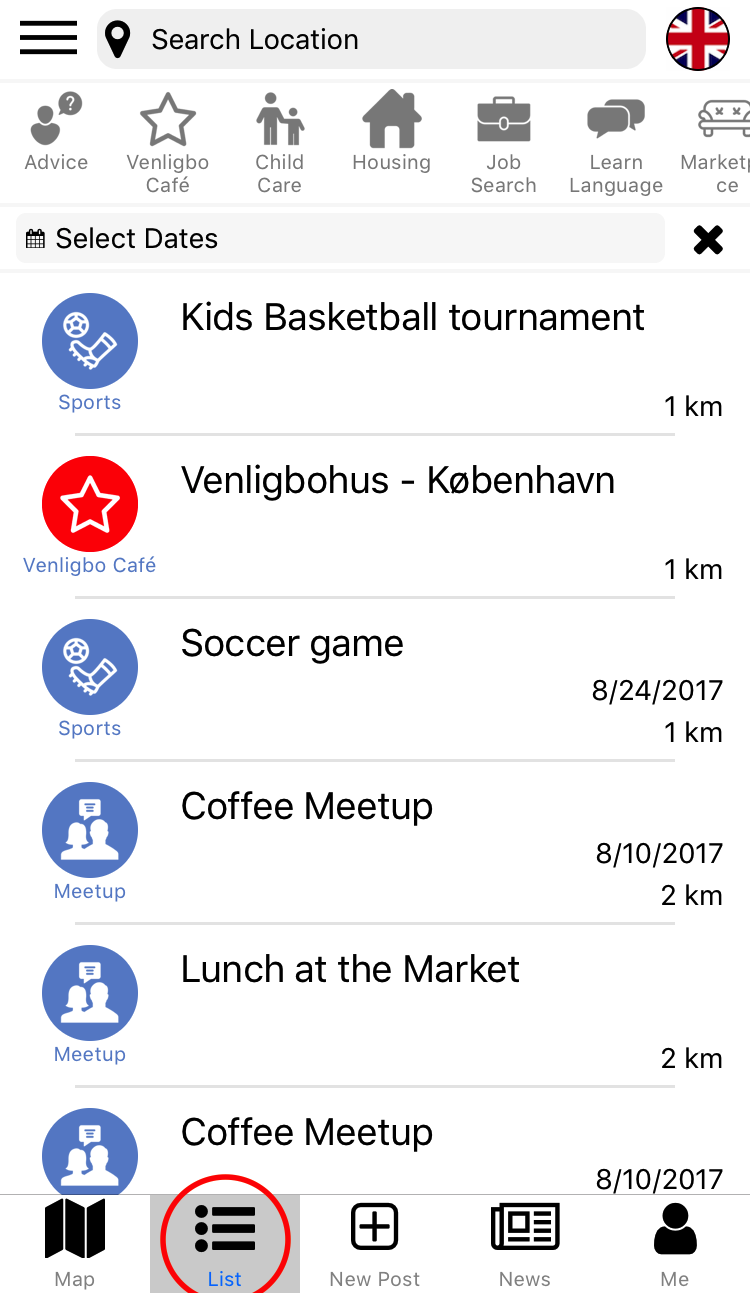 Search Location
?
Advice
Venligbo
Café
Child
Care
Housing
Job
Search
Learn
Language
Marketp
ce
Select Dates
Kids Basketball tournament
Sports
1 km
Venligbohus - København
Venligbo Café
1 km
Soccer game
8/24/2017
Sports
1 km
Coffee Meetup
8/10/2017
Meetup
2 km
Lunch at the Market
Meetup
2 km
Coffee Meetup
8/10/2017
Map
List
New Post
News
Me